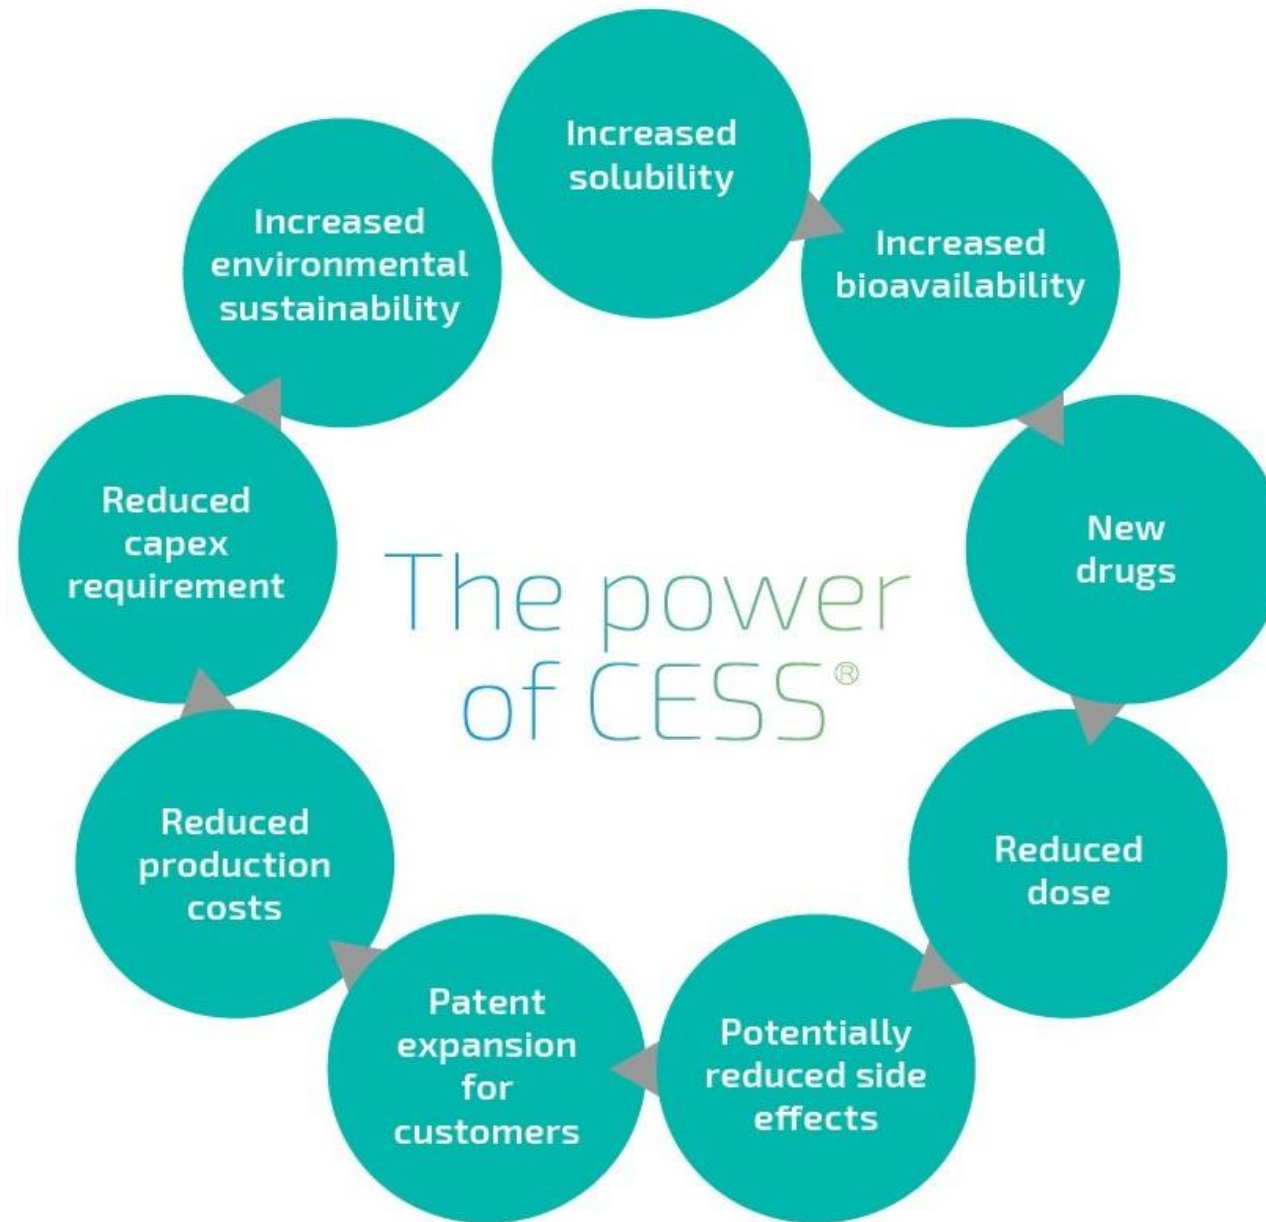 Increased
solubility
Increased
bioavailability
New
drugs
Reduced
dose
Potentially
reduced side
effects
Patent
expansion
for
customers
Reduced
production
costs
Reduced
capex
requirement
Increased
environmental
sustainability
The power
of CESS®